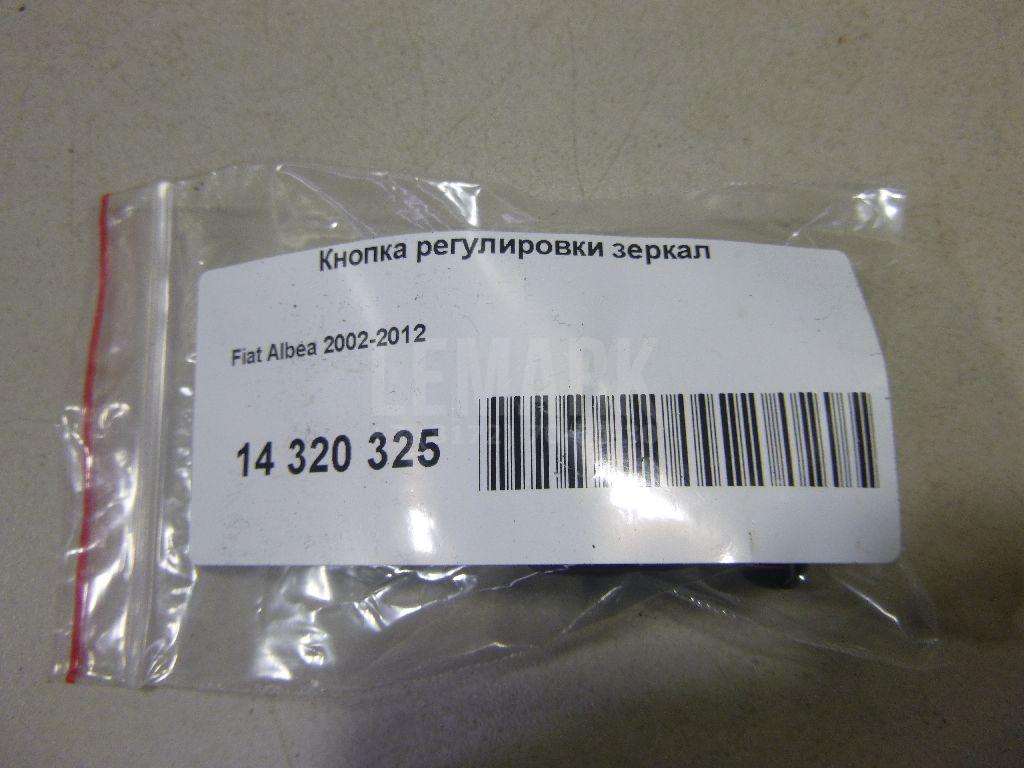 Кнопка регулировки зеркал
Fiat Albea 2002-2012
LEMARK
14 320 325